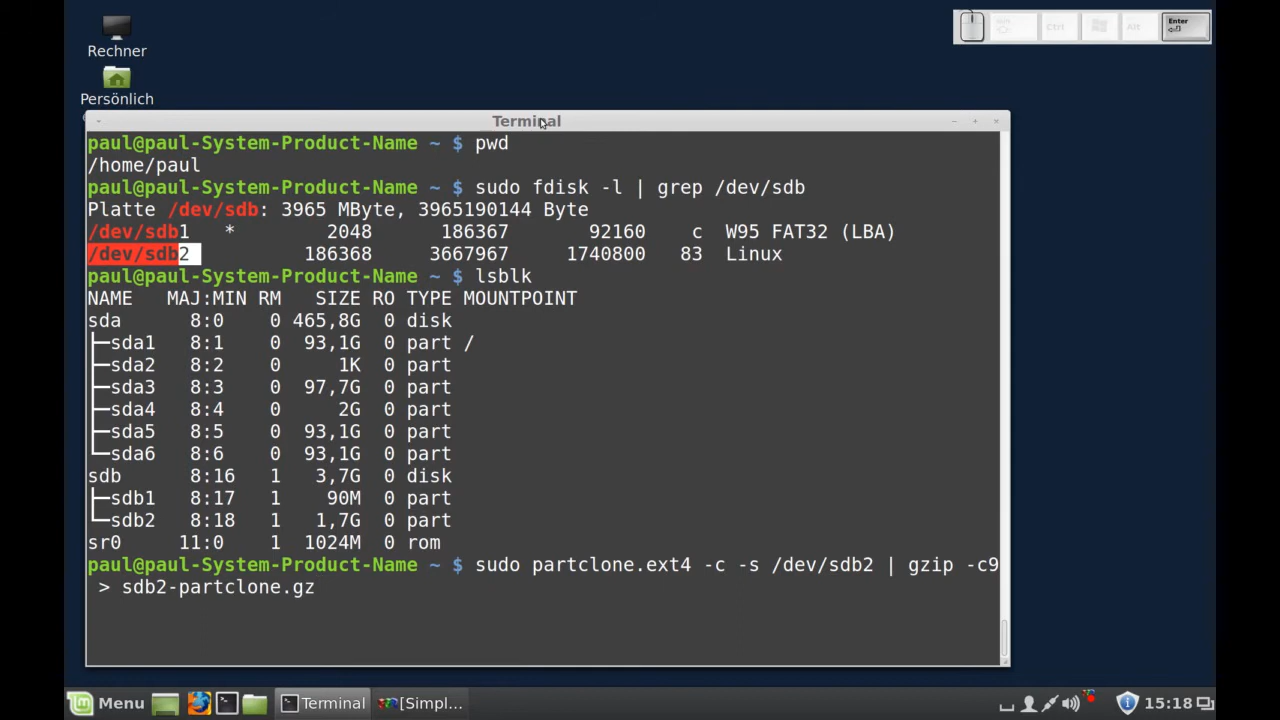 Rechner
Persönlich
Ctrl
Alt
Enter
Terminal
paul@paul-System-Product-Name ~ $ pwd
/home/paul
paul@paul-System-Product-Name ~ $ sudo fdisk -l | grep /dev/sdb
Platte /dev/sdb: 3965 MByte, 3965190144 Byte
/dev/sdb1 * 2048 186367 92160 c W95 FAT32 (LBA)
/dev/sdb2 186368 3667967 1740800 83 Linux
paul@paul-System-Product-Name ~ $ lsblk
NAME MAJ:MIN RM SIZE RO TYPE MOUNTPOINT
sda 8:0 0 465,8G 0 disk
├─sda1 8:1 0 93,1G 0 part /
├─sda2 8:2 0 1K 0 part
├─sda3 8:3 0 97,7G 0 part
├─sda4 8:4 0 2G 0 part
├─sda5 8:5 0 93,1G 0 part
└─sda6 8:6 0 93,1G 0 part
sdb 8:16 1 3,7G 0 disk
├─sdb1 8:17 1 90M 0 part
└─sdb2 8:18 1 1,7G 0 part
sr0 11:0 1 1024M 0 rom
paul@paul-System-Product-Name ~ $ sudo partclone.ext4 -c -s /dev/sdb2 | gzip -c9
> sdb2-partclone.gz
Menu
Terminal
[Simpl...
15:18